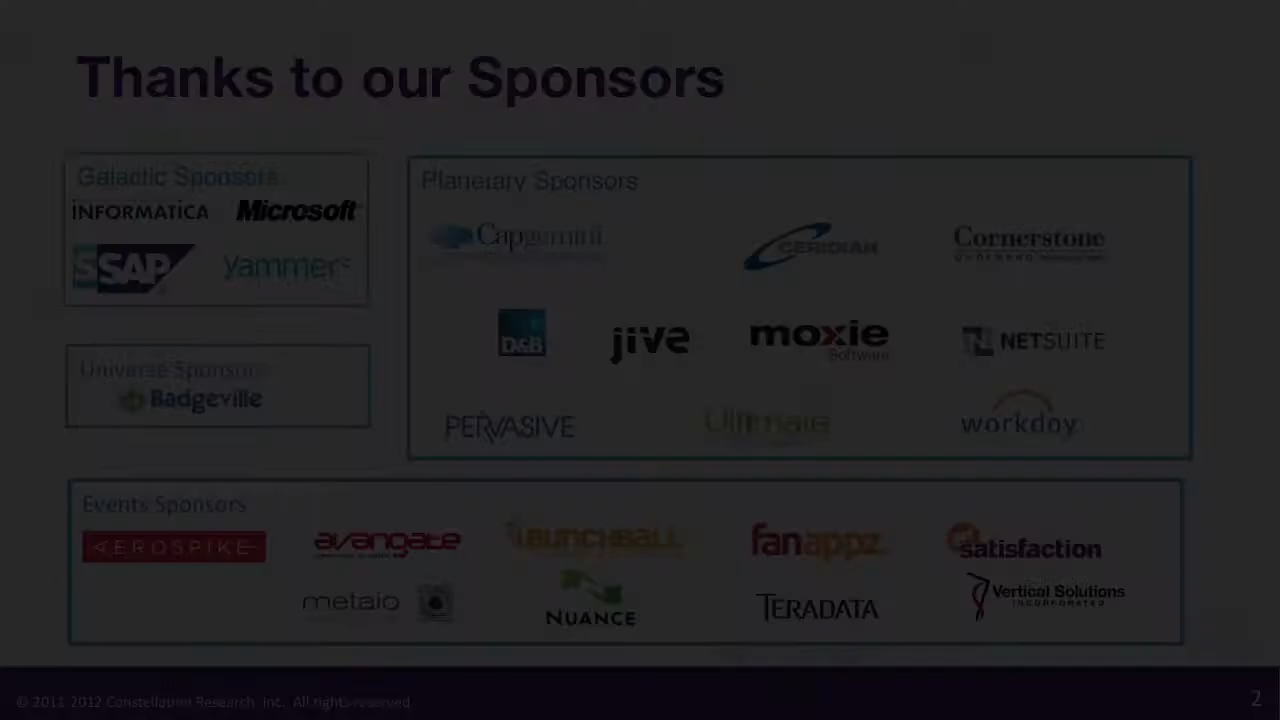 Thanks to our Sponsors
Galactic Sponsors
INFORMATICA Microsoft
SAP yammer
Universe Sponsors
Badgeville
Planetary Sponsors
Capgemini CERIDIAN Cornerstone
ONDEMAND
D&B jive moxie Software NETSUITE
PERVASIVE Ultimate workday
Events Sponsors
AEROSPIKE avangate BUNCHBALL fanappz satisfaction
metaio NUANCE TERADATA Vertical Solutions
INCORPORATED
© 2011-2012 Constellation Research, Inc. All rights reserved
2